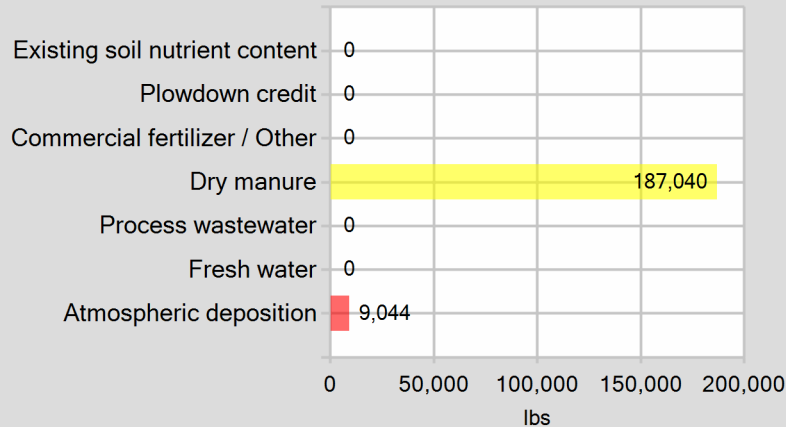 Existing soil nutrient content 0
Plowdown credit 0
Commercial fertilizer / Other 0
Dry manure 187,040
Process wastewater 0
Fresh water 0
Atmospheric deposition 9,044
0 50,000 100,000 150,000 200,000
lbs